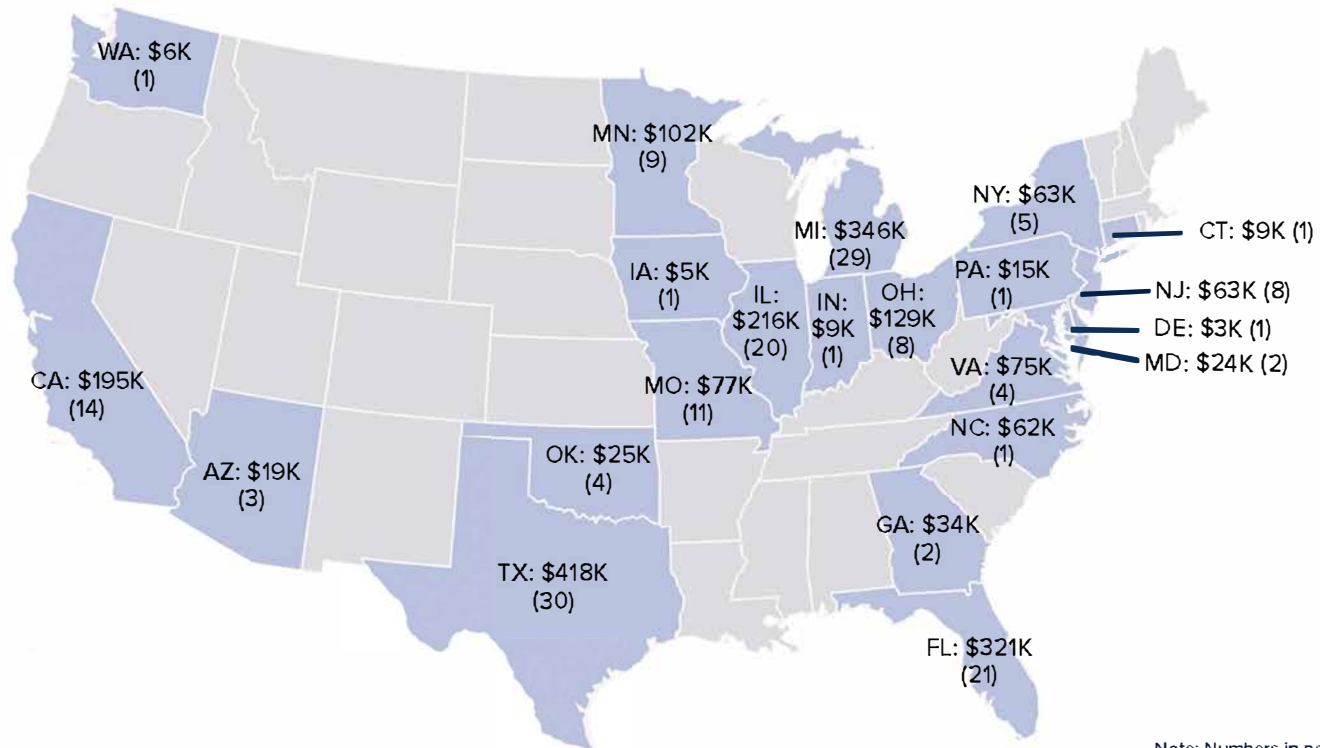 WA: $6K
(1)
MN: $102K
(9)
NY: $63K
(5)
MI: $346K
(29)
CT: $9K (1)
IA: $5K
(1)
PA: $15K
(1)
IL:
$216K
(20)
IN:
$9K
(1)
OH:
$129K
(8)
NJ: $63K (8)
DE: $3K (1)
MD: $24K (2)
CA: $195K
(14)
MO: $77K
(11)
VA: $75K
(4)
NC: $62K
(1)
AZ: $19K
(3)
OK: $25K
(4)
GA: $34K
(2)
TX: $418K
(30)
FL: $321K
(21)
Note: Numbers in